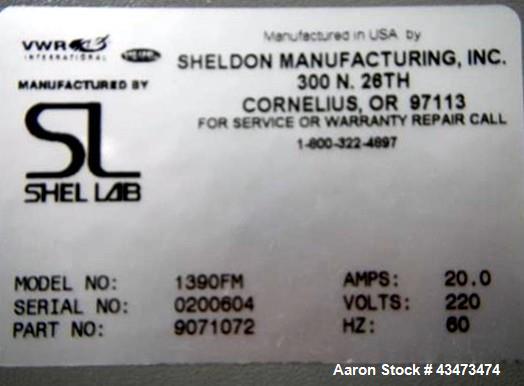 VWR
INTERNATIONAL
MANUFACTURED BY
SL
SHEL LAB
Manufactured in USA by
SHELDON MANUFACTURING, INC.
300 N. 26TH
CORNELIUS, OR 97113
FOR SERVICE OR WARRANTY REPAIR CALL
1-800-322-4897
MODEL NO: 1390FM AMPS: 20.0
SERIAL NO: 0200604 VOLTS: 220
PART NO: 9071072 HZ: 60
Aaron Stock # 43473474